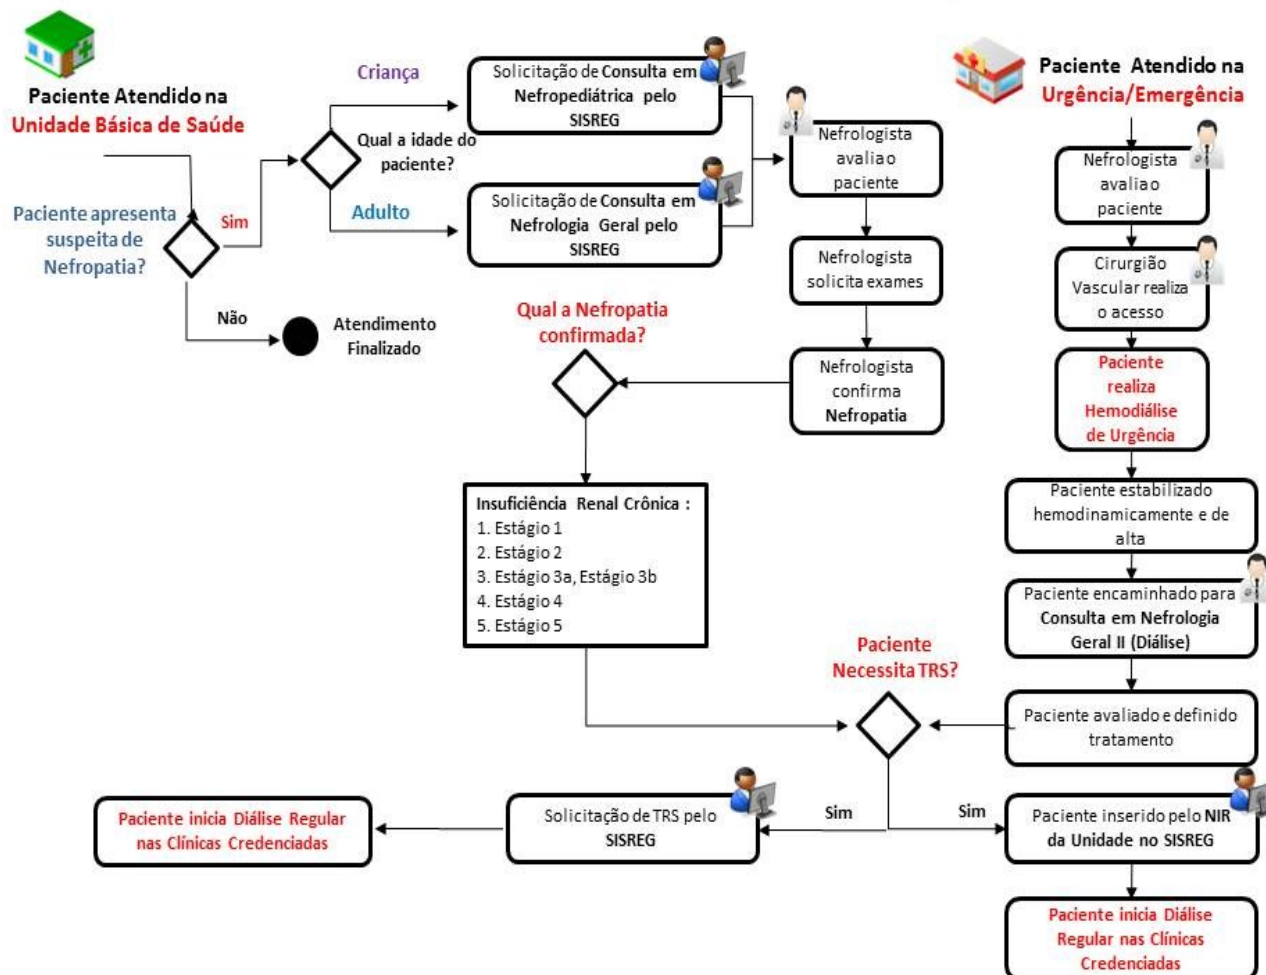 Paciente Atendido na
Unidade Básica de Saúde
Paciente apresenta
suspeita de
Nefropatia?
Sim
Não
Atendimento
Finalizado
Qual a idade do
paciente?
Criança
Adulto
Solicitação de Consulta em
Nefropediátrica pelo
SISREG
Solicitação de Consulta em
Nefrologia Geral pelo
SISREG
Nefrologista
avalia o
paciente
Nefrologista
solicita exames
Nefrologista
confirma
Nefropatia
Qual a Nefropatia
confirmada?
Insuficiência Renal Crônica :
1. Estágio 1
2. Estágio 2
3. Estágio 3a, Estágio 3b
4. Estágio 4
5. Estágio 5
Paciente
Necessita TRS?
Sim
Solicitação de TRS pelo
SISREG
Paciente inicia Diálise Regular
nas Clínicas Credenciadas
Paciente Atendido na
Urgência/Emergência
Nefrologista
avalia o
paciente
Cirurgião
Vascular realiza
o acesso
Paciente
realiza
Hemodiálise
de Urgência
Paciente estabilizado
hemodinamicamente e de
alta
Paciente encaminhado para
Consulta em Nefrologia
Geral II (Diálise)
Paciente avaliado e definido
tratamento
Sim
Paciente inserido pelo NIR
da Unidade no SISREG
Paciente inicia Diálise
Regular nas Clínicas
Credenciadas